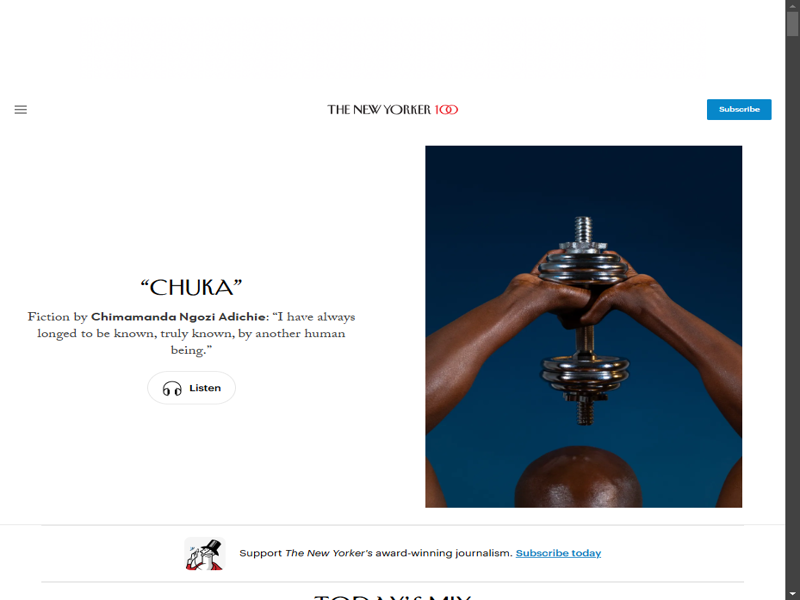 THE NEW YORKER 100
Subscribe
“CHUKA”
Fiction by Chimamanda Ngozi Adichie: “I have always
longed to be known, truly known, by another human
being.”
Listen
Support The New Yorker's award-winning journalism. Subscribe today
TODAY'S MIX